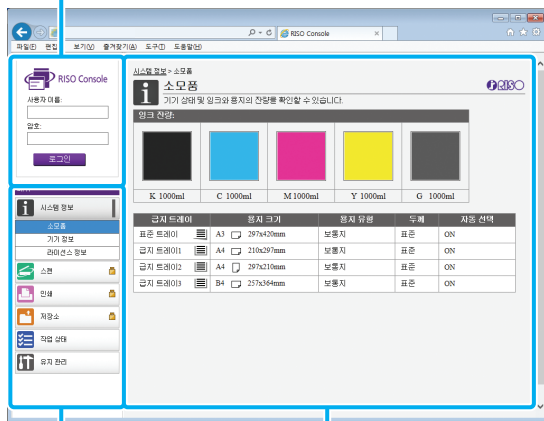 RISO Console
파일(F) 편집 보기(V) 즐겨찾기(A) 도구(T) 도움말(H)
RISO Console
사용자 이름:
암호:
로그인
시스템 정보 > 소모품
소모품
기기 상태 및 잉크와 용지의 잔량을 확인할 수 있습니다.
RISO
잉크 잔량:
K 1000ml C 1000ml M 1000ml Y 1000ml G 1000ml
시스템 정보
소모품
기기 정보
라이선스 정보
스캔
인쇄
저장소
작업 상태
유지 관리
급지 트레이 용지 크기 용지 유형 두께 자동 선택
표준 트레이 A3 297x420mm 보통지 표준 ON
급지 트레이1 A4 210x297mm 보통지 표준 ON
급지 트레이2 A4 297x210mm 보통지 표준 ON
급지 트레이3 B4 257x364mm 보통지 표준 ON